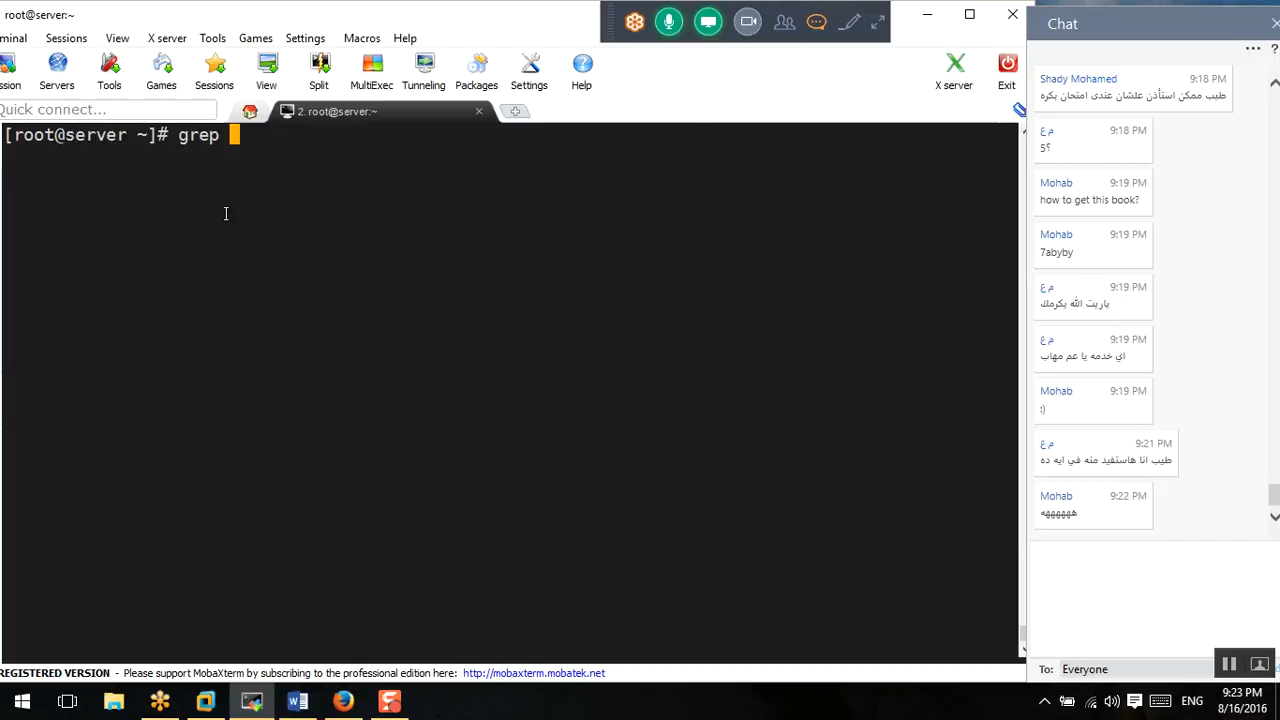 root@server:~
minal Sessions View X server Tools Games Settings Macros Help
ssion Servers Tools Games Sessions View Split MultiExec Tunneling Packages Settings Help X server Exit
Quick connect...
2. root@server:~
[root@server ~]# grep
Chat
Shady Mohamed 9:18 PM
طيب ممكن استأذن علشان عندى امتحان بكره
م ع 9:18 PM
5؟
Mohab 9:19 PM
how to get this book?
Mohab 9:19 PM
7abyby
م ع 9:19 PM
ياريت الله يكرمك
م ع 9:19 PM
اي خدمه يا عم مهاب
Mohab 9:19 PM
:)
م ع 9:21 PM
طيب انا هاستفيد منه في ايه ده
Mohab 9:22 PM
ههههههه
To: Everyone
REGISTERED VERSION - Please support MobaXterm by subscribing to the professional edition here: http://mobaxterm.mobatek.net
ENG
9:23 PM
8/16/2016